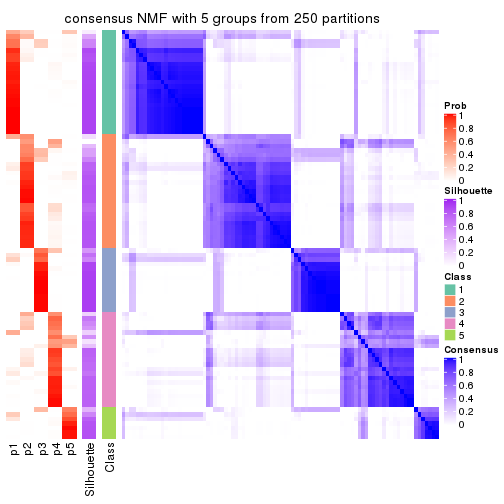 consensus NMF with 5 groups from 250 partitions
Prob
1
0.8
0.6
0.4
0.2
0
Silhouette
1
0.8
0.6
0.4
0.2
0
Class
1
2
3
4
5
Consensus
1
0.8
0.6
0.4
0.2
0
p1
p2
p3
p4
p5
Silhouette
Class